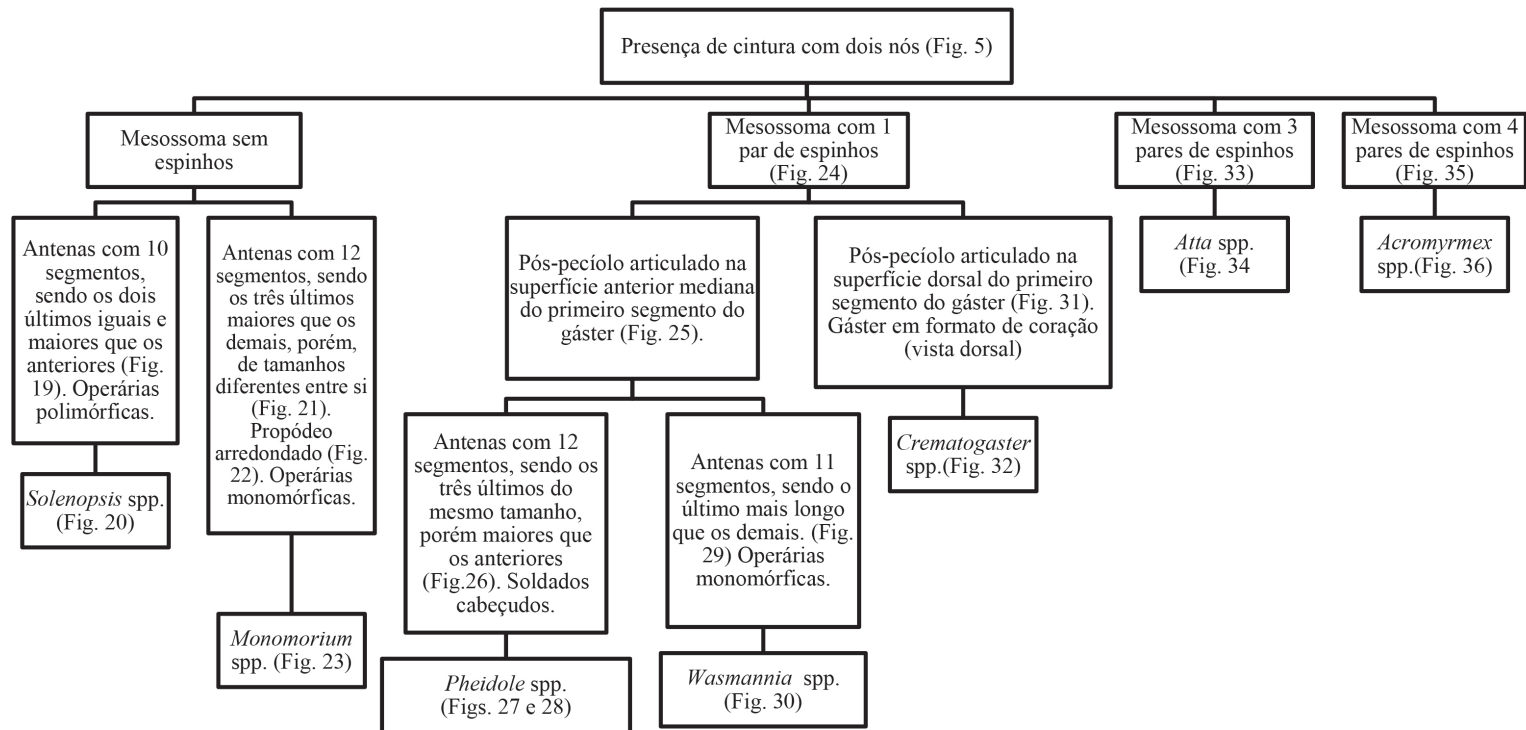 Presença de cintura com dois nós (Fig. 5)
Mesossoma sem
espinhos
Mesossoma com 1
par de espinhos
(Fig. 24)
Mesossoma com 3
pares de espinhos
(Fig. 33)
Mesossoma com 4
pares de espinhos
(Fig. 35)
Antenas com 10
segmentos,
sendo os dois
últimos iguais e
maiores que os
anteriores (Fig.
19). Operárias
polimórficas.
Antenas com 12
segmentos, sendo
os três últimos
maiores que os
demais, porém,
de tamanhos
diferentes entre si
(Fig. 21).
Propódeo
arredondado (Fig.
22). Operárias
monomórficas.
Pós-pecíolo articulado na
superfície anterior mediana
do primeiro segmento do
gáster (Fig. 25).
Pós-pecíolo articulado na
superfície dorsal do primeiro
segmento do gáster (Fig. 31).
Gáster em formato de coração
(vista dorsal)
Atta spp.
(Fig. 34
Acromyrmex
spp.(Fig. 36)
Solenopsis spp.
(Fig. 20)
Antenas com 12
segmentos, sendo os
três últimos do
mesmo tamanho,
porém maiores que
os anteriores
(Fig.26). Soldados
cabeçudos.
Antenas com 11
segmentos, sendo o
último mais longo
que os demais. (Fig.
29) Operárias
monomórficas.
Crematogaster
spp.(Fig. 32)
Monomorium
spp. (Fig. 23)
Pheidole spp.
(Figs. 27 e 28)
Wasmannia spp.
(Fig. 30)